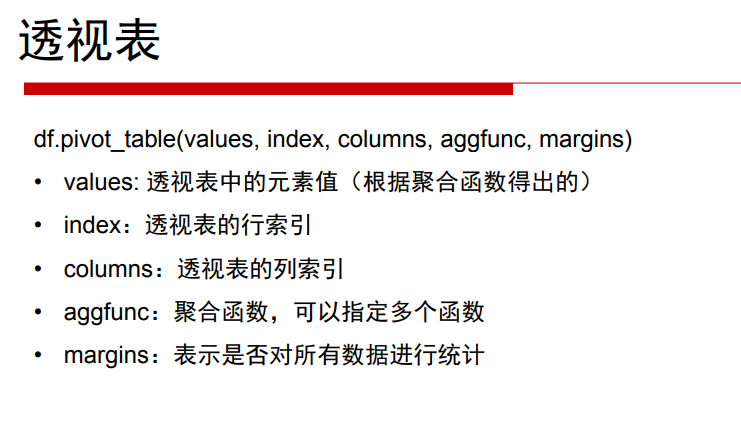 透视表
df.pivot_table(values, index, columns, aggfunc, margins)
• values: 透视表中的元素值（根据聚合函数得出的）
• index：透视表的行索引
• columns：透视表的列索引
• aggfunc：聚合函数，可以指定多个函数
• margins：表示是否对所有数据进行统计